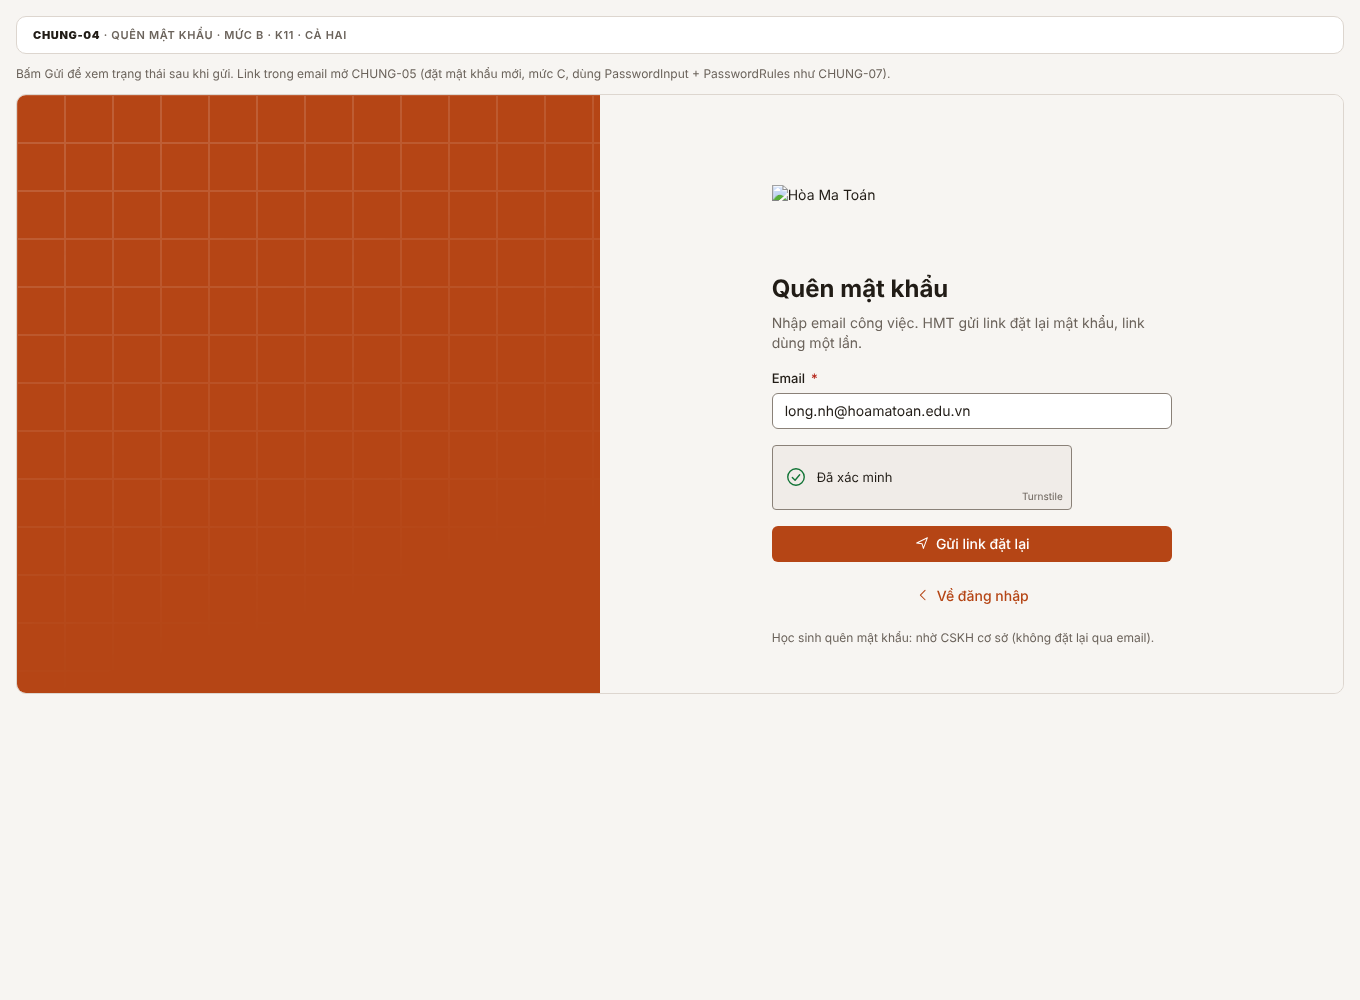 CHUNG-04 · QUÊN MẬT KHẨU · MỨC B · K11 · CẢ HAI
Bấm Gửi để xem trạng thái sau khi gửi. Link trong email mở CHUNG-05 (đặt mật khẩu mới, mức C, dùng PasswordInput + PasswordRules như CHUNG-07).
Hòa Ma Toán
Quên mật khẩu
Nhập email công việc. HMT gửi link đặt lại mật khẩu, link
dùng một lần.
Email *
long.nh@hoamatoan.edu.vn
Đã xác minh
Turnstile
Gửi link đặt lại
Về đăng nhập
Học sinh quên mật khẩu: nhờ CSKH cơ sở (không đặt lại qua email).